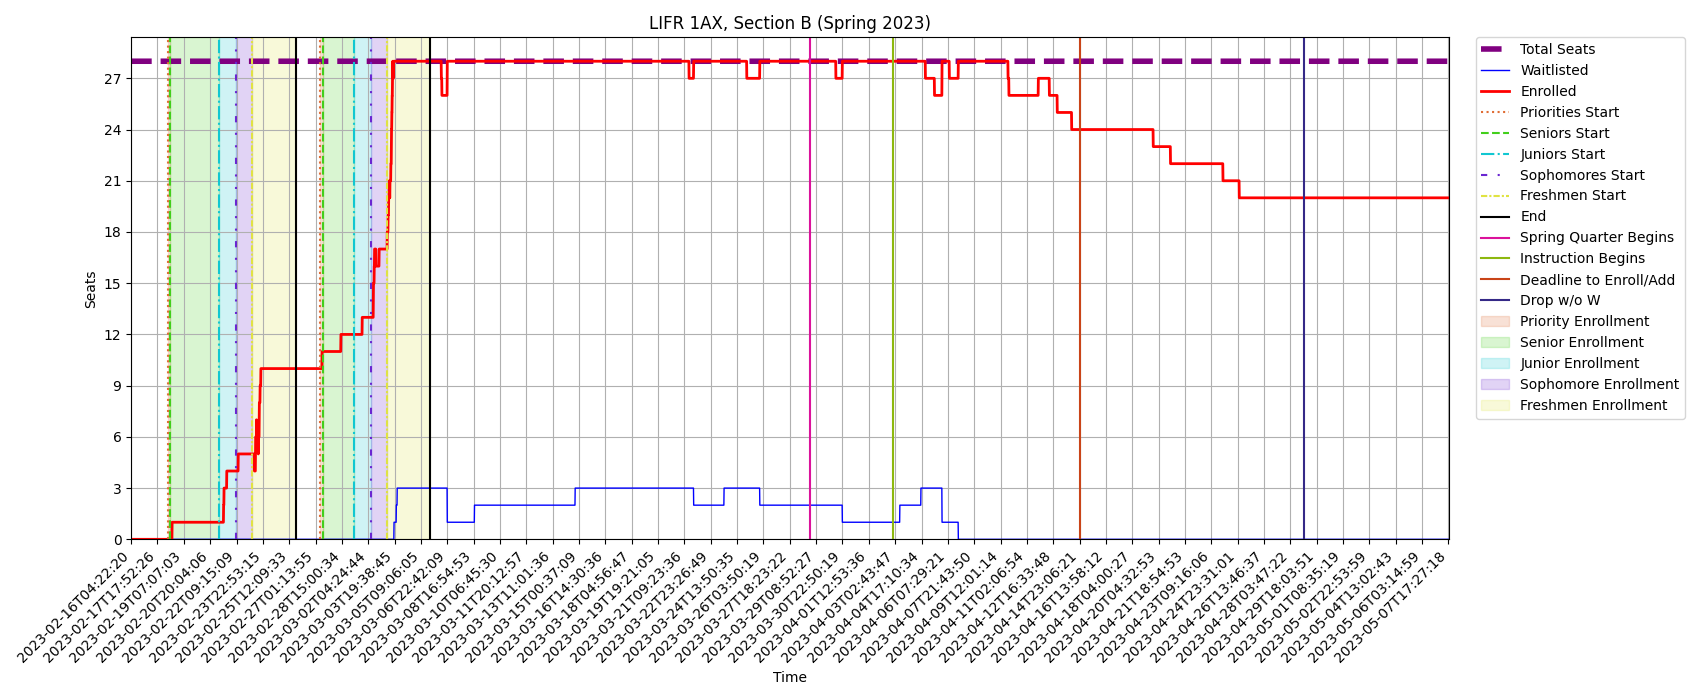 LIFR 1AX, Section B (Spring 2023)
Seats
27
24
21
18
15
12
9
6
3
0
2023-02-16T04:22:20
2023-02-17T17:52:26
2023-02-19T07:07:03
2023-02-20T20:04:06
2023-02-22T09:15:09
2023-02-23T22:53:15
2023-02-25T12:09:33
2023-02-27T01:13:55
2023-02-28T15:00:34
2023-03-02T04:24:44
2023-03-03T19:38:45
2023-03-05T09:06:05
2023-03-06T22:42:09
2023-03-08T16:54:53
2023-03-10T06:45:30
2023-03-11T20:12:57
2023-03-13T11:01:36
2023-03-15T00:37:09
2023-03-16T14:30:36
2023-03-18T04:56:47
2023-03-19T19:21:05
2023-03-21T09:23:36
2023-03-22T23:26:49
2023-03-24T13:50:35
2023-03-26T03:50:19
2023-03-27T18:23:22
2023-03-29T08:52:27
2023-03-30T22:50:19
2023-04-01T12:53:36
2023-04-03T02:43:47
2023-04-04T17:10:34
2023-04-06T07:29:21
2023-04-07T21:43:50
2023-04-09T12:01:14
2023-04-11T02:06:54
2023-04-12T16:33:48
2023-04-14T23:06:21
2023-04-16T13:58:12
2023-04-18T04:00:27
2023-04-20T04:32:53
2023-04-21T18:54:53
2023-04-23T09:16:06
2023-04-24T23:31:01
2023-04-26T13:46:37
2023-04-28T03:47:22
2023-04-29T18:03:51
2023-05-01T08:35:19
2023-05-02T22:53:59
2023-05-04T13:02:43
2023-05-06T03:14:59
2023-05-07T17:27:18
Time
Total Seats
Waitlisted
Enrolled
Priorities Start
Seniors Start
Juniors Start
Sophomores Start
Freshmen Start
End
Spring Quarter Begins
Instruction Begins
Deadline to Enroll/Add
Drop w/o W
Priority Enrollment
Senior Enrollment
Junior Enrollment
Sophomore Enrollment
Freshmen Enrollment